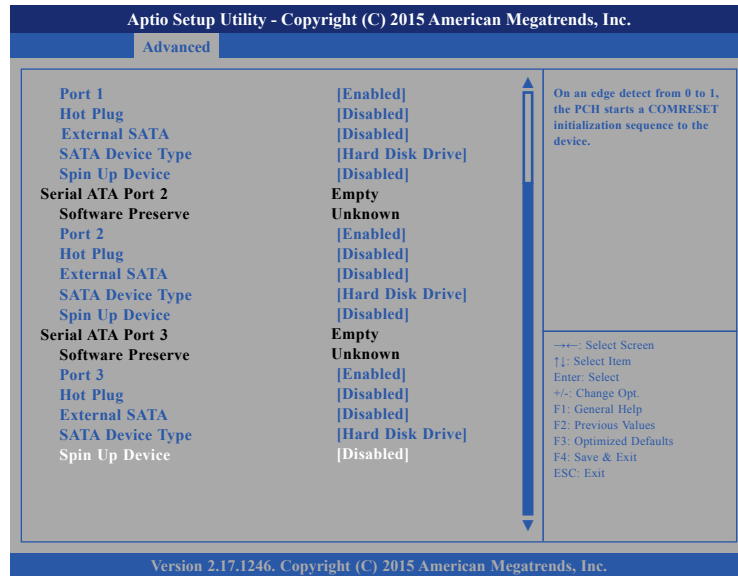 Aptio Setup Utility - Copyright (C) 2015 American Megatrends, Inc.
Advanced
Port 1 [Enabled]
Hot Plug [Disabled]
External SATA [Disabled]
SATA Device Type [Hard Disk Drive]
Spin Up Device [Disabled]
Serial ATA Port 2 Empty
Software Preserve Unknown
Port 2 [Enabled]
Hot Plug [Disabled]
External SATA [Disabled]
SATA Device Type [Hard Disk Drive]
Spin Up Device [Disabled]
Serial ATA Port 3 Empty
Software Preserve Unknown
Port 3 [Enabled]
Hot Plug [Disabled]
External SATA [Disabled]
SATA Device Type [Hard Disk Drive]
Spin Up Device [Disabled]
On an edge detect from 0 to 1,
the PCH starts a COMRESET
initialization sequence to the
device.
→←: Select Screen
↑↓: Select Item
Enter: Select
+/-: Change Opt.
F1: General Help
F2: Previous Values
F3: Optimized Defaults
F4: Save & Exit
ESC: Exit
Version 2.17.1246. Copyright (C) 2015 American Megatrends, Inc.